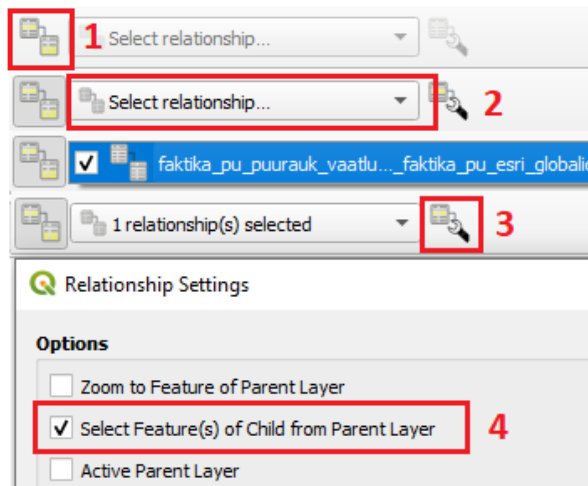 1 Select relationship...
Select relationship... 2
faktika_pu_puurauk_vaatlu..._faktika_pu_esri_globali
1 relationship(s) selected 3
Relationship Settings
Options
Zoom to Feature of Parent Layer
Select Feature(s) of Child from Parent Layer 4
Active Parent Layer